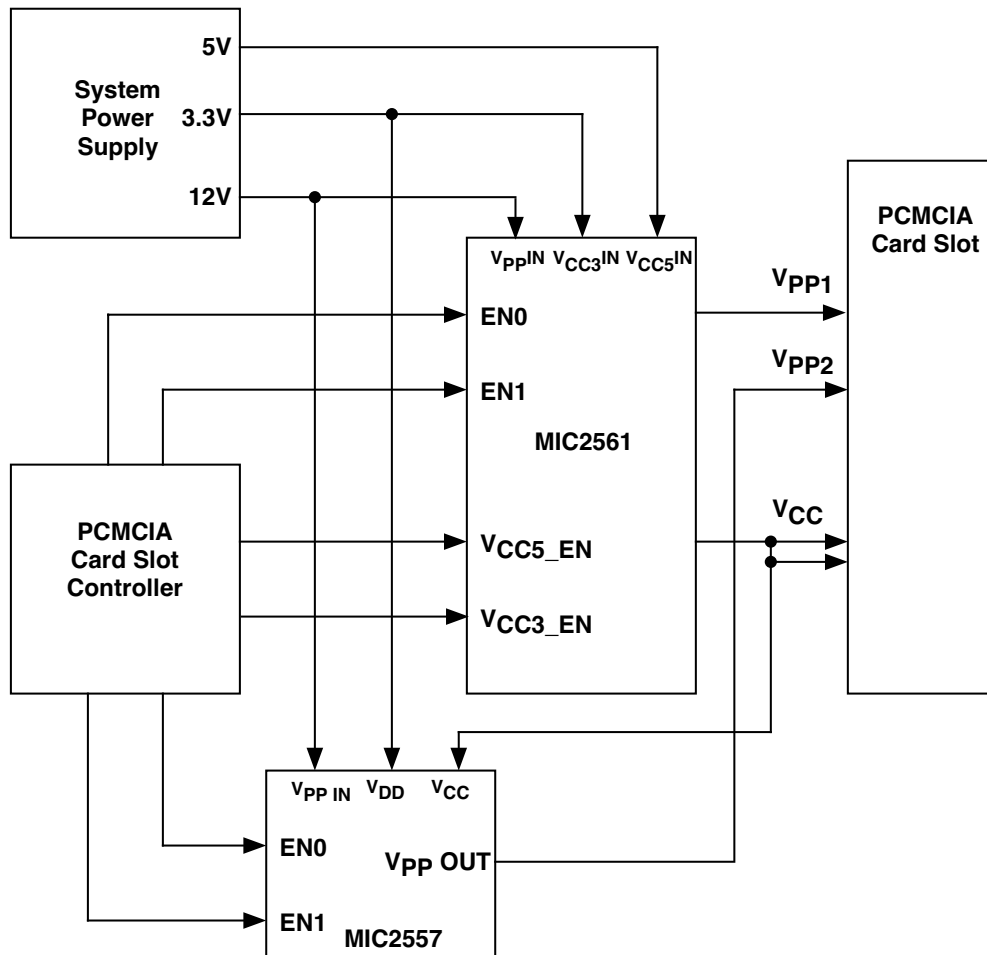 System
Power
Supply
5V
3.3V
12V
VPPIN VCC3IN VCC5IN
EN0
EN1
MIC2561
VCC5_EN
VCC3_EN
PCMCIA
Card Slot
VPP1
VPP2
VCC
PCMCIA
Card Slot
Controller
VPP IN VDD VCC
EN0
VPP OUT
EN1
MIC2557